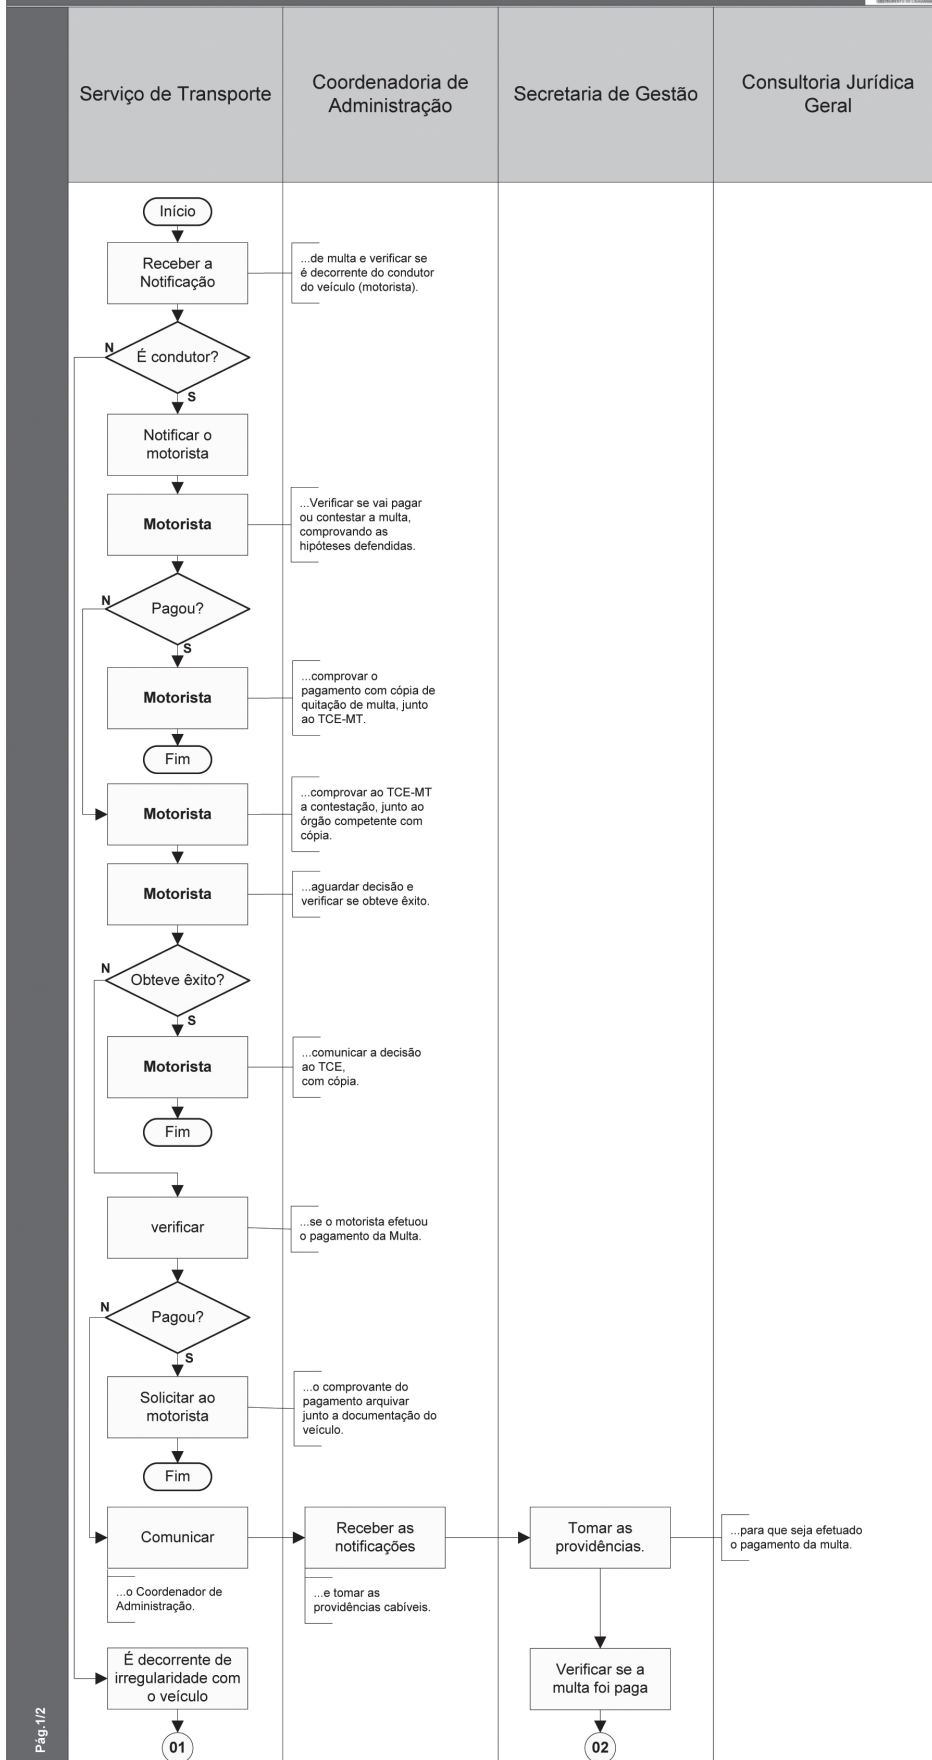 Serviço de Transporte
Coordenadoria de
Administração
Secretaria de Gestão
Consultoria Jurídica
Geral
Início
Receber a
Notificação
...de multa e verificar se
é decorrente do condutor
do veículo (motorista).
É condutor?
N
S
Notificar o
motorista
Motorista
...Verificar se vai pagar
ou contestar a multa,
comprovando as
hipóteses defendidas.
Pagou?
N
S
Motorista
...comprovar o
pagamento com cópia de
quitação de multa, junto
ao TCE-MT.
Fim
Motorista
...comprovar ao TCE-MT
a contestação, junto ao
órgão competente com
cópia.
Motorista
...aguardar decisão e
verificar se obteve êxito.
N
Obteve êxito?
S
Motorista
...comunicar a decisão
ao TCE,
com cópia.
Fim
verificar
...se o motorista efetuou
o pagamento da Multa.
N
Pagou?
S
Solicitar ao
motorista
...o comprovante do
pagamento arquivar
junto a documentação do
veículo.
Fim
Comunicar
...o Coordenador de
Administração.
Receber as
notificações
...e tomar as
providências cabíveis.
Tomar as
providências.
...para que seja efetuado
o pagamento da multa.
É decorrente de
irregularidade com
o veículo
Verificar se a
multa foi paga
01
02
Pág.1/2